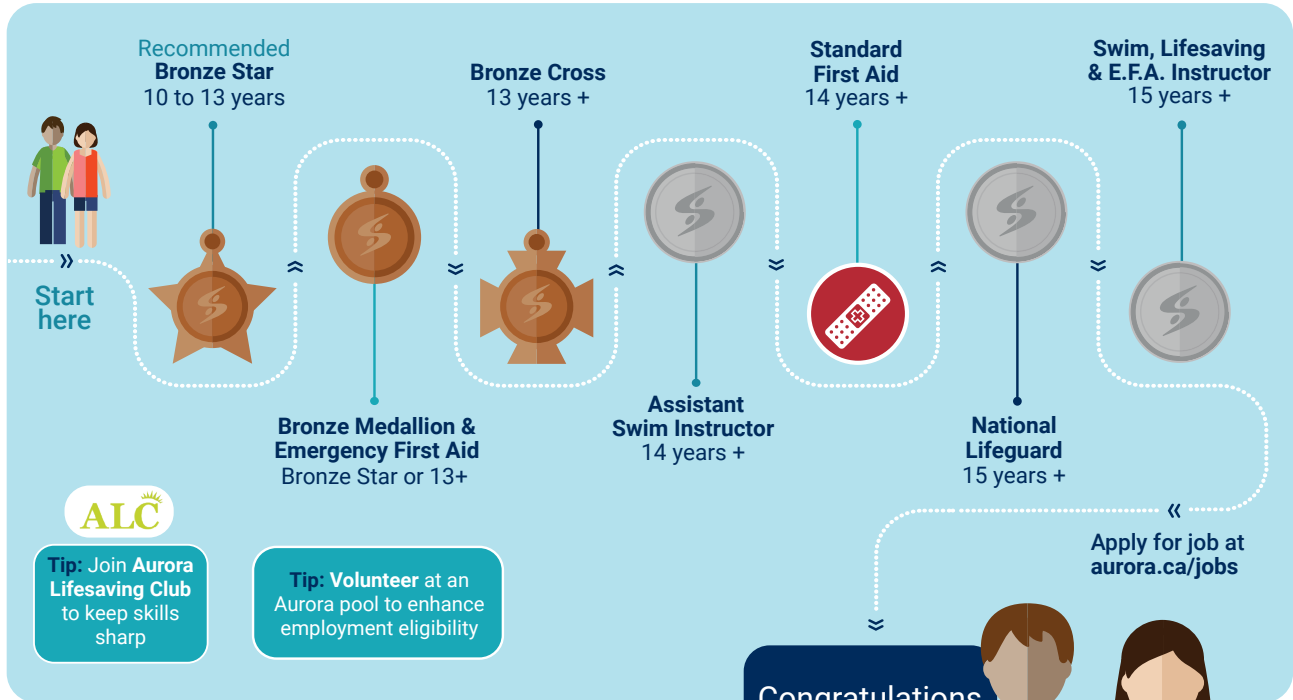 Recommended
Bronze Star
10 to 13 years
Bronze Cross
13 years +
Standard
First Aid
14 years +
Swim, Lifesaving
& E.F.A. Instructor
15 years +
Start
here
Bronze Medallion &
Emergency First Aid
Bronze Star or 13+
Assistant
Swim Instructor
14 years +
National
Lifeguard
15 years +
Apply for job at
aurora.ca/jobs
ALC
Tip: Join Aurora
Lifesaving Club
to keep skills
sharp
Tip: Volunteer at an
Aurora pool to enhance
employment eligibility
Congratulations